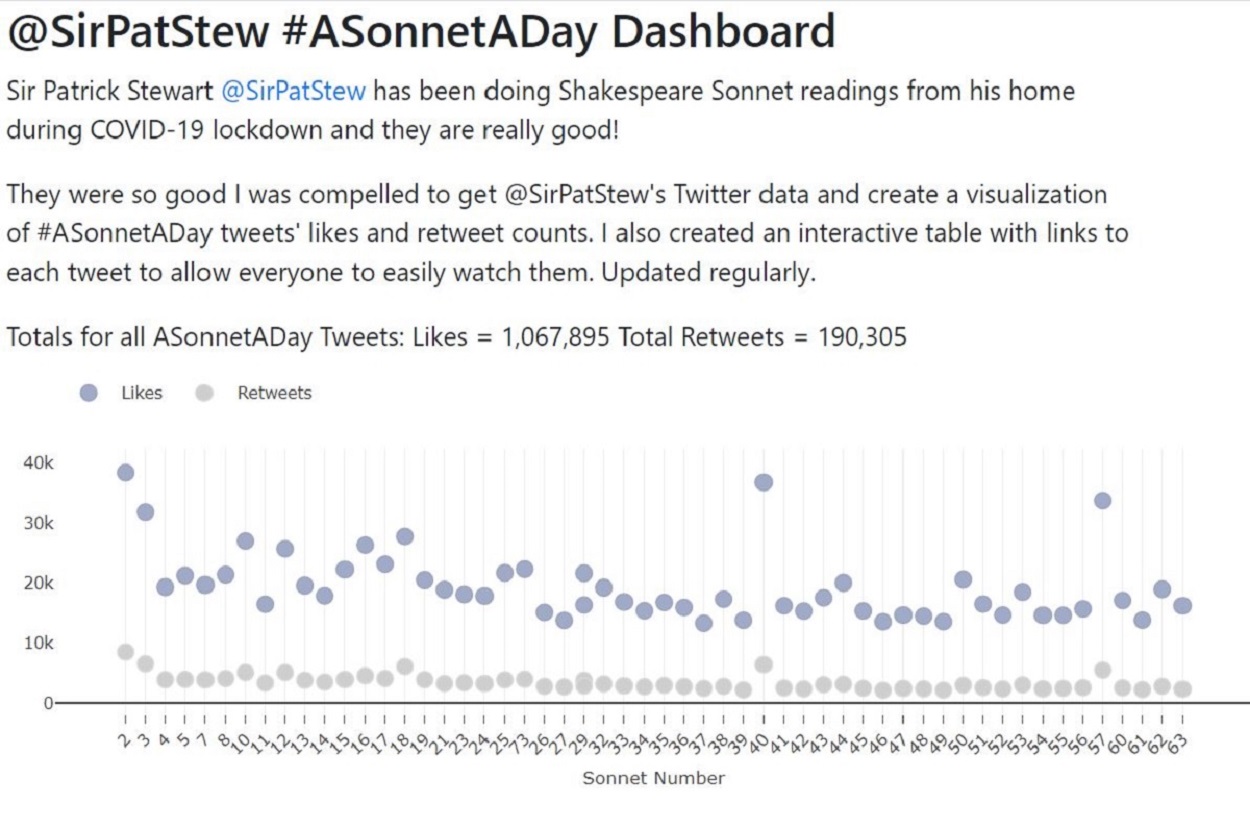 @SirPatStew #ASonnetADay Dashboard
Sir Patrick Stewart @SirPatStew has been doing Shakespeare Sonnet readings from his home
during COVID-19 lockdown and they are really good!
They were so good I was compelled to get @SirPatStew's Twitter data and create a visualization
of #ASonnetADay tweets' likes and retweet counts. I also created an interactive table with links to
each tweet to allow everyone to easily watch them. Updated regularly.
Totals for all ASonnetADay Tweets: Likes = 1,067,895 Total Retweets = 190,305
Likes Retweets
40k
30k
20k
10k
0
2 3 4 5 7 8 10 11 12 13 14 15 16 17 18 19 21 23 24 25 73 26 27 29 32 33 34 35 36 37 38 39 40 41 42 43 44 45 46 47 48 49 50 51 52 53 54 55 56 57 60 61 62 63
Sonnet Number